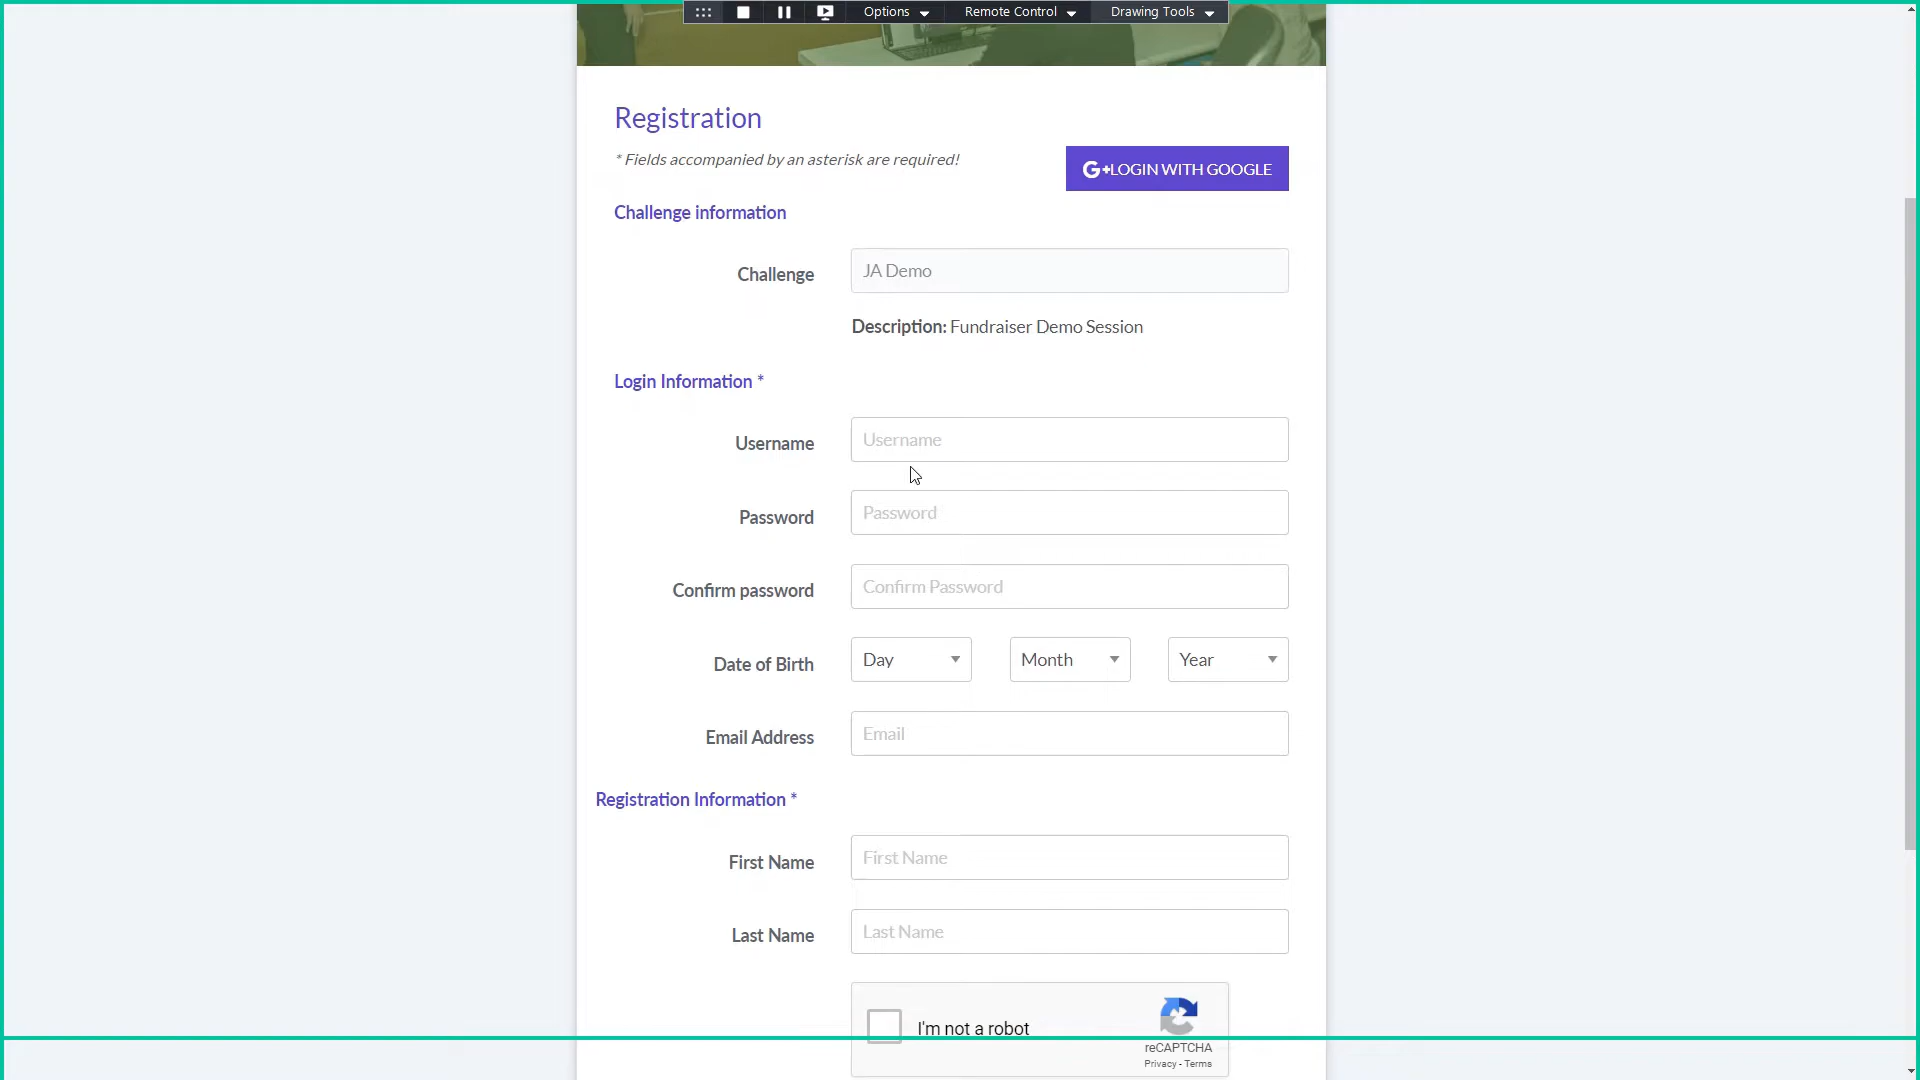 Options
Remote Control
Drawing Tools
Registration
* Fields accompanied by an asterisk are required!
G+LOGIN WITH GOOGLE
Challenge information
Challenge
JA Demo
Description: Fundraiser Demo Session
Login Information *
Username
Username
Password
Password
Confirm password
Confirm Password
Date of Birth
Day
Month
Year
Email Address
Email
Registration Information *
First Name
First Name
Last Name
Last Name
I'm not a robot
reCAPTCHA
Privacy - Terms